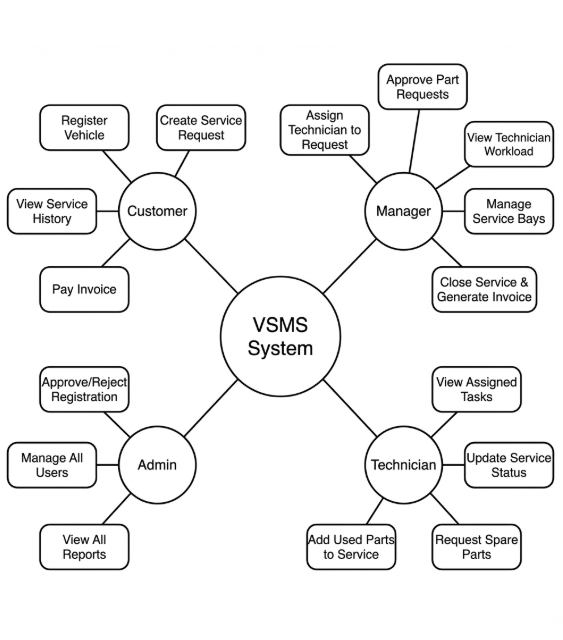 Approve Part
Requests
Register
Vehicle
Create Service
Request
Assign
Technician to
Request
View Technician
Workload
View Service
History
Customer
Manager
Manage
Service Bays
Pay Invoice
Close Service &
Generate Invoice
VSMS
System
Approve/Reject
Registration
View Assigned
Tasks
Manage All
Users
Admin
Technician
Update Service
Status
View All
Reports
Add Used Parts
to Service
Request Spare
Parts